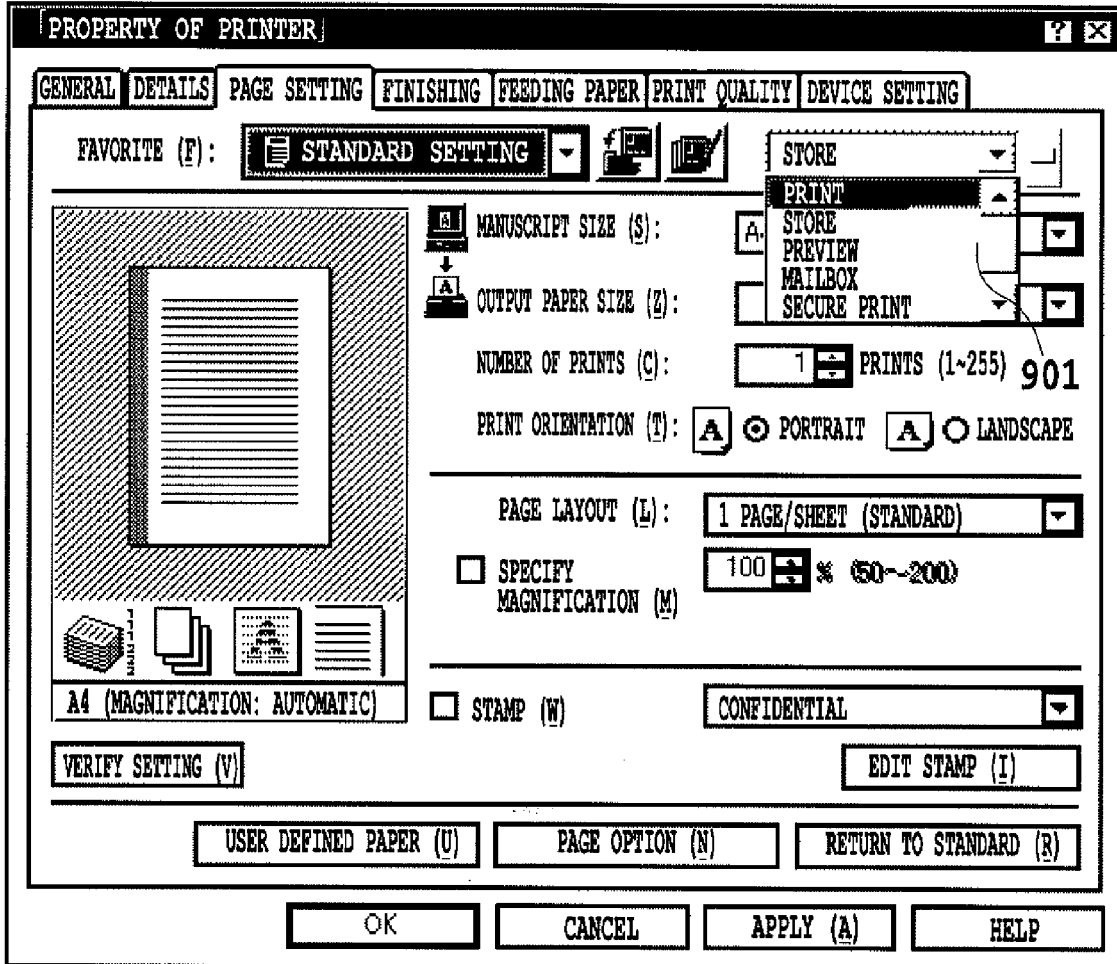 PROPERTY OF PRINTER
GENERAL DETAILS PAGE SETTING FINISHING FEEDING PAPER PRINT QUALITY DEVICE SETTING
FAVORITE (F): STANDARD SETTING STORE
PRINT
STORE
PREVIEW
MAILBOX
SECURE PRINT
MANUSCRIPT SIZE (S): A
OUTPUT PAPER SIZE (Z):
NUMBER OF PRINTS (C): 1 PRINTS (1~255)
901
PRINT ORIENTATION (T): A PORTRAIT A LANDSCAPE
PAGE LAYOUT (L): 1 PAGE/SHEET (STANDARD)
SPECIFY 100 % (50~~200)
MAGNIFICATION (M)
A4 (MAGNIFICATION: AUTOMATIC)
STAMP (W) CONFIDENTIAL
VERIFY SETTING (V) EDIT STAMP (I)
USER DEFINED PAPER (U) PAGE OPTION (N) RETURN TO STANDARD (R)
OK CANCEL APPLY (A) HELP